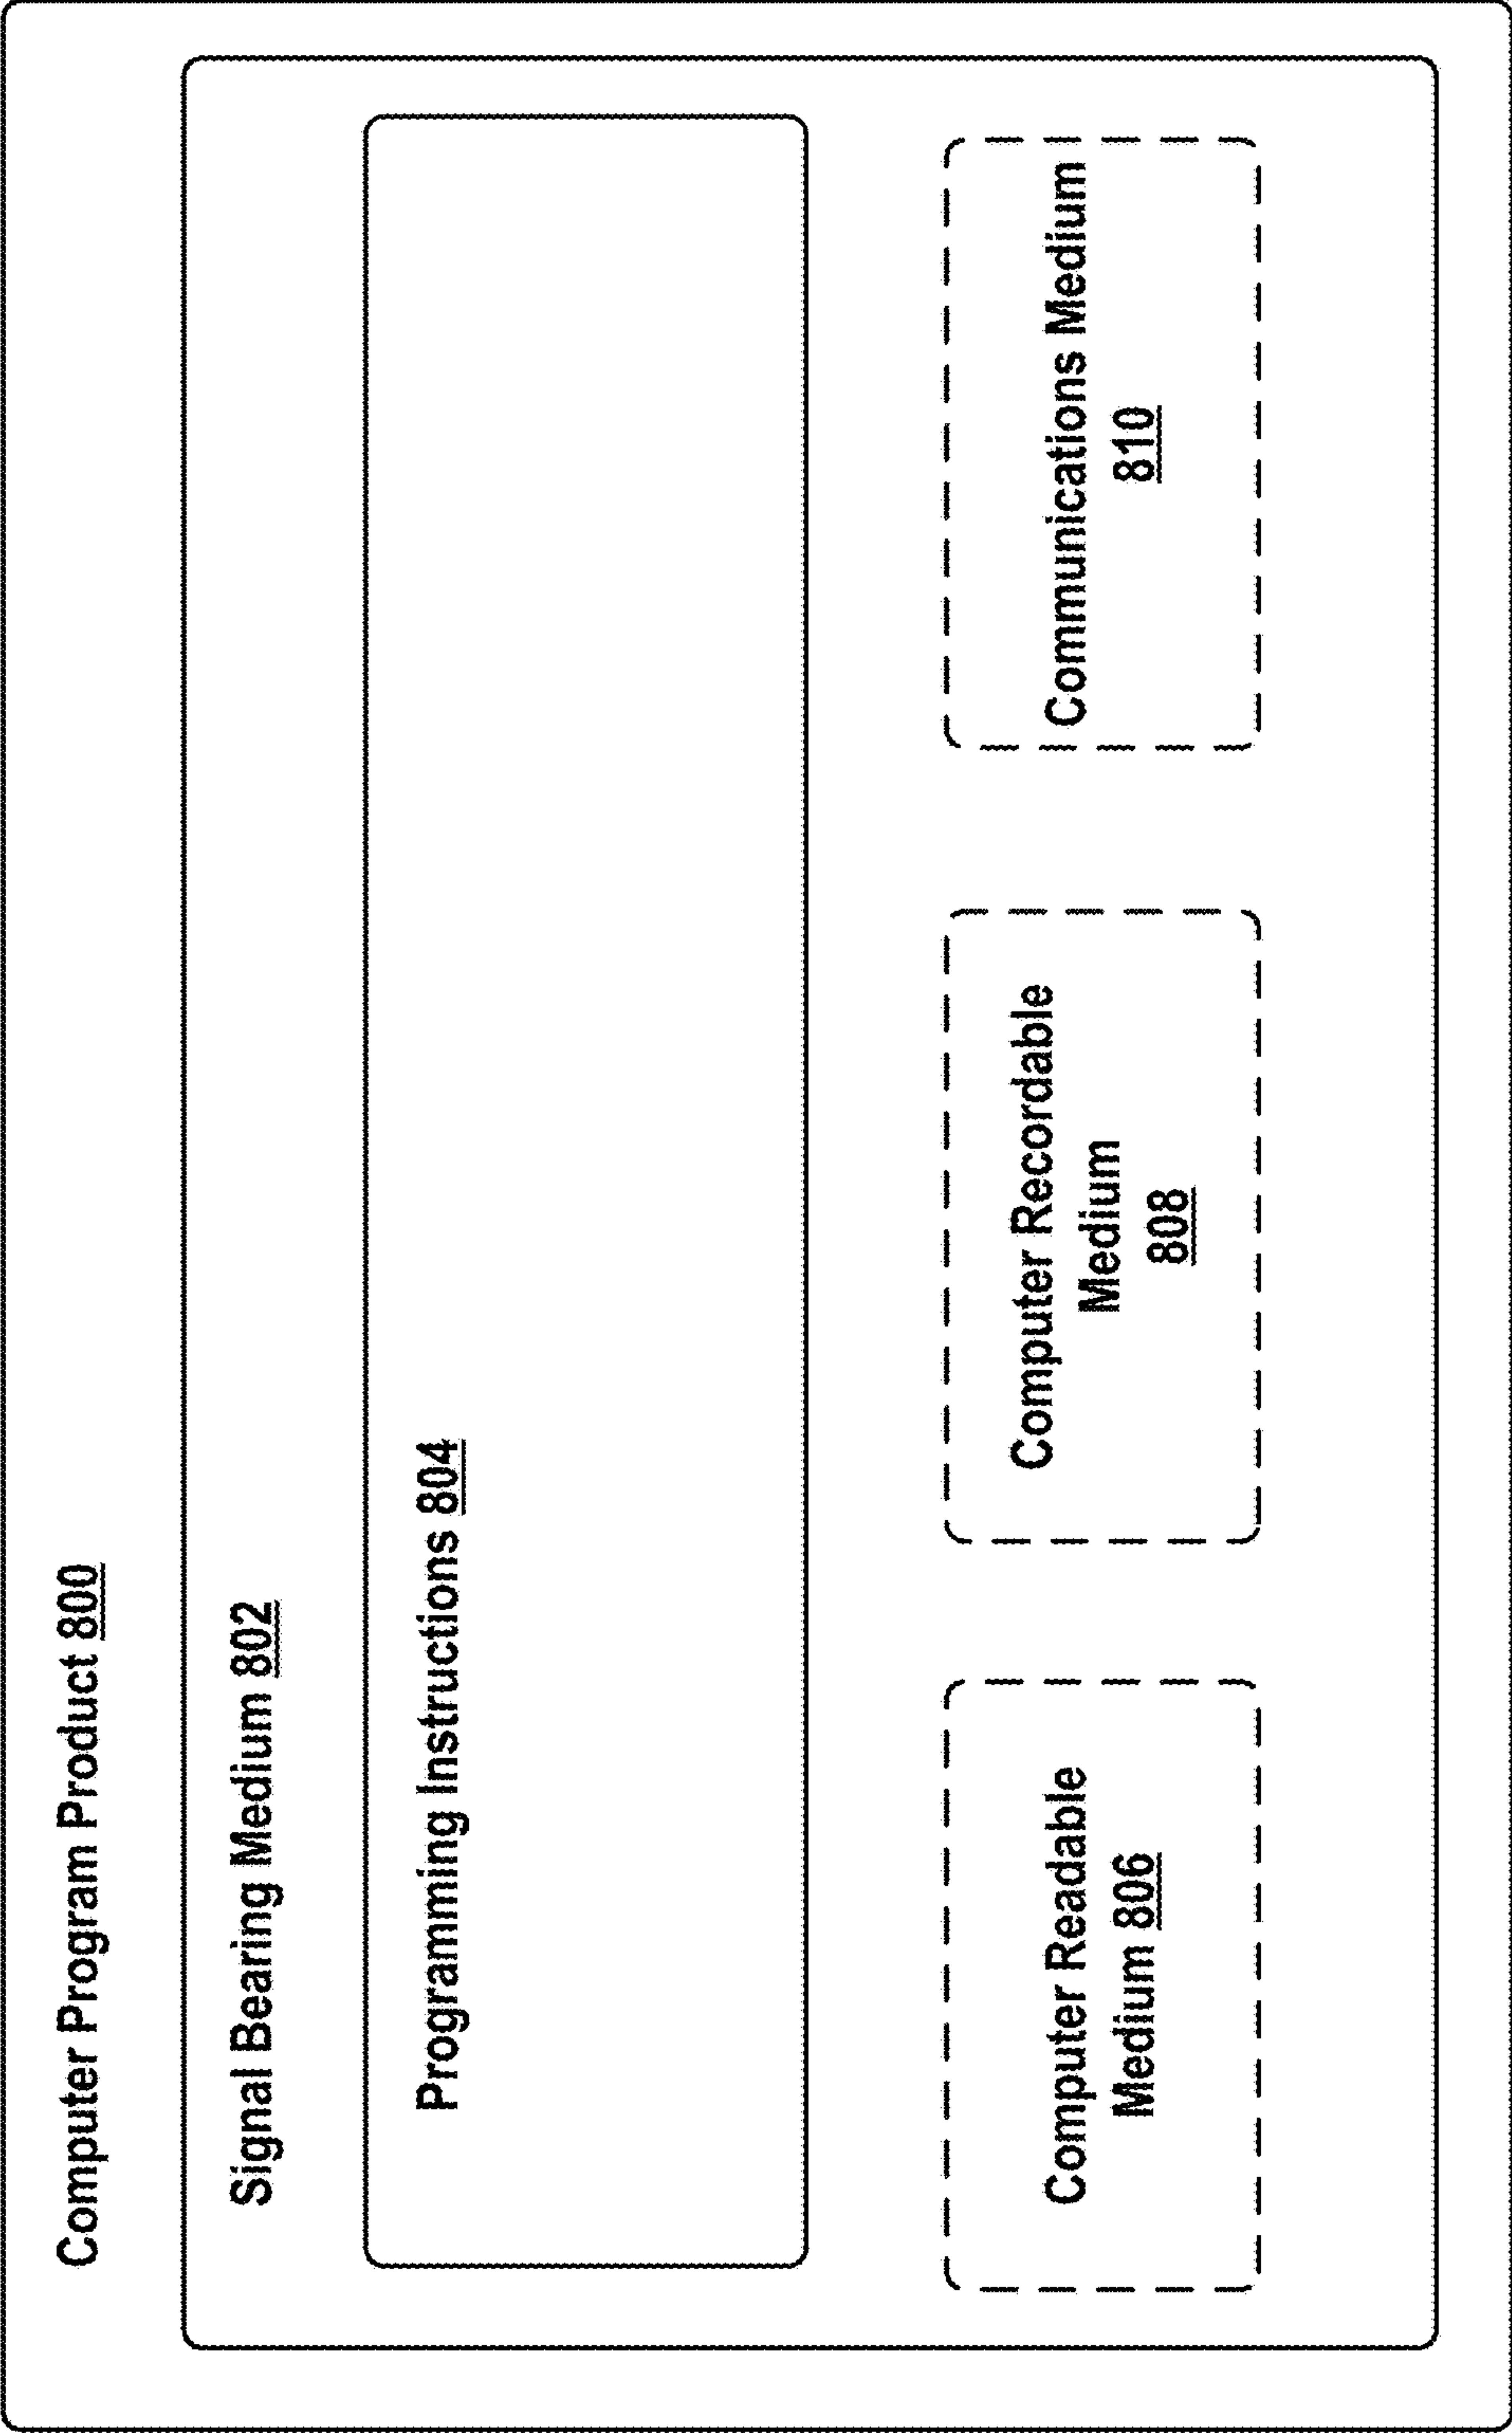 Computer Program Product 800
Signal Bearing Medium 802
Programming Instructions 804
Computer Readable
Medium 806
Computer Recordable
Medium
808
Communications Medium
810